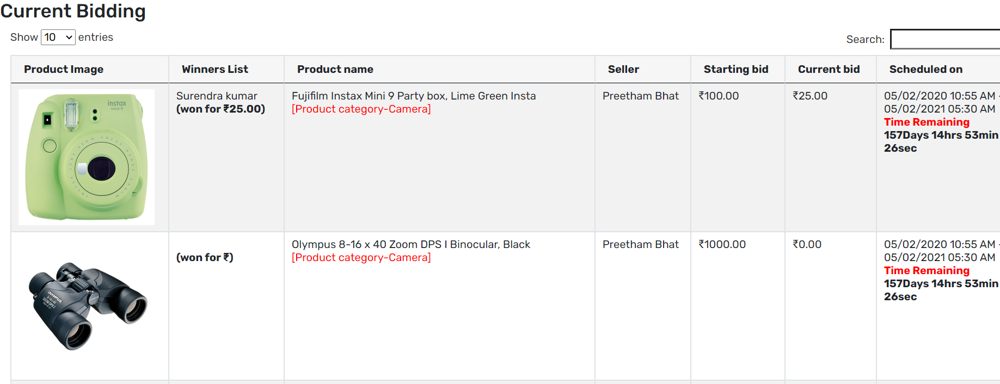 Current Bidding
Show 10 entries
Search:
Product Image
Winners List
Product name
Seller
Starting bid
Current bid
Scheduled on
instax
mini 9
Surendra kumar
(won for ₹25.00)
Fujifilm Instax Mini 9 Party box, Lime Green Insta
[Product category-Camera]
Preetham Bhat
₹100.00
₹25.00
05/02/2020 10:55 AM -
05/02/2021 05:30 AM
Time Remaining
157Days 14hrs 53min
26sec
OLYMPUS
8-16x40
ZOOM DPS I
(won for ₹)
Olympus 8-16 x 40 Zoom DPS I Binocular, Black
[Product category-Camera]
Preetham Bhat
₹1000.00
₹0.00
05/02/2020 10:55 AM -
05/02/2021 05:30 AM
Time Remaining
157Days 14hrs 53min
26sec